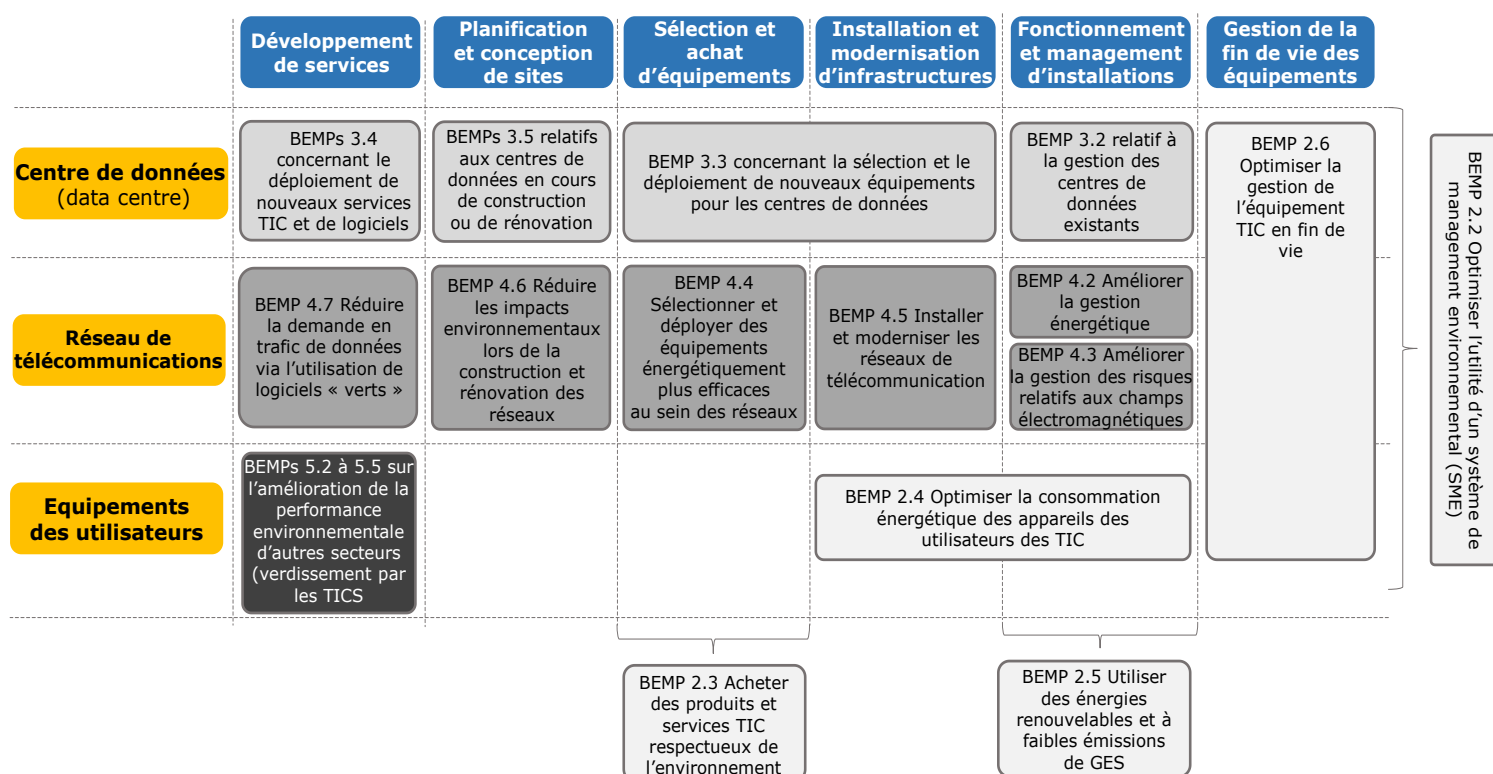 Développement
de services
Planification
et conception
de sites
Sélection et
achat
d’équipements
Installation et
modernisation
d’infrastructures
Fonctionnement
et management
d’installations
Gestion de la
fin de vie des
équipements
Centre de données
(data centre)
BEMPs 3.4
concernant le
déploiement de
nouveaux services
TIC et de logiciels
BEMPs 3.5 relatifs
aux centres de
données en cours
de construction
ou de rénovation
BEMP 3.3 concernant la sélection et le
déploiement de nouveaux équipements
pour les centres de données
BEMP 3.2 relatif à
la gestion des
centres de
données
existants
BEMP 2.6
Optimiser la
gestion de
l’équipement
TIC en fin de
vie
BEMP 2.2 Optimiser l’utilité d’un système de
management environnemental (SME)
Réseau de
télécommunications
BEMP 4.7 Réduire
la demande en
trafic de données
via l’utilisation de
logiciels « verts »
BEMP 4.6 Réduire
les impacts
environnementaux
lors de la
construction et
rénovation des
réseaux
BEMP 4.4
Sélectionner et
déployer des
équipements
énergétiquement
plus efficaces
au sein des réseaux
BEMP 4.5 Installer
et moderniser les
réseaux de
télécommunication
BEMP 4.2 Améliorer
la gestion
énergétique
BEMP 4.3 Améliorer
la gestion des risques
relatifs aux champs
électromagnétiques
Equipements
des utilisateurs
BEMPs 5.2 à 5.5 sur
l’amélioration de la
performance
environnementale
d’autres secteurs
(verdissement par
les TICS
BEMP 2.4 Optimiser la consommation
énergétique des appareils des
utilisateurs des TIC
BEMP 2.3 Acheter
des produits et
services TIC
respectueux de
l’environnement
BEMP 2.5 Utiliser
des énergies
renouvelables et à
faibles émissions
de GES